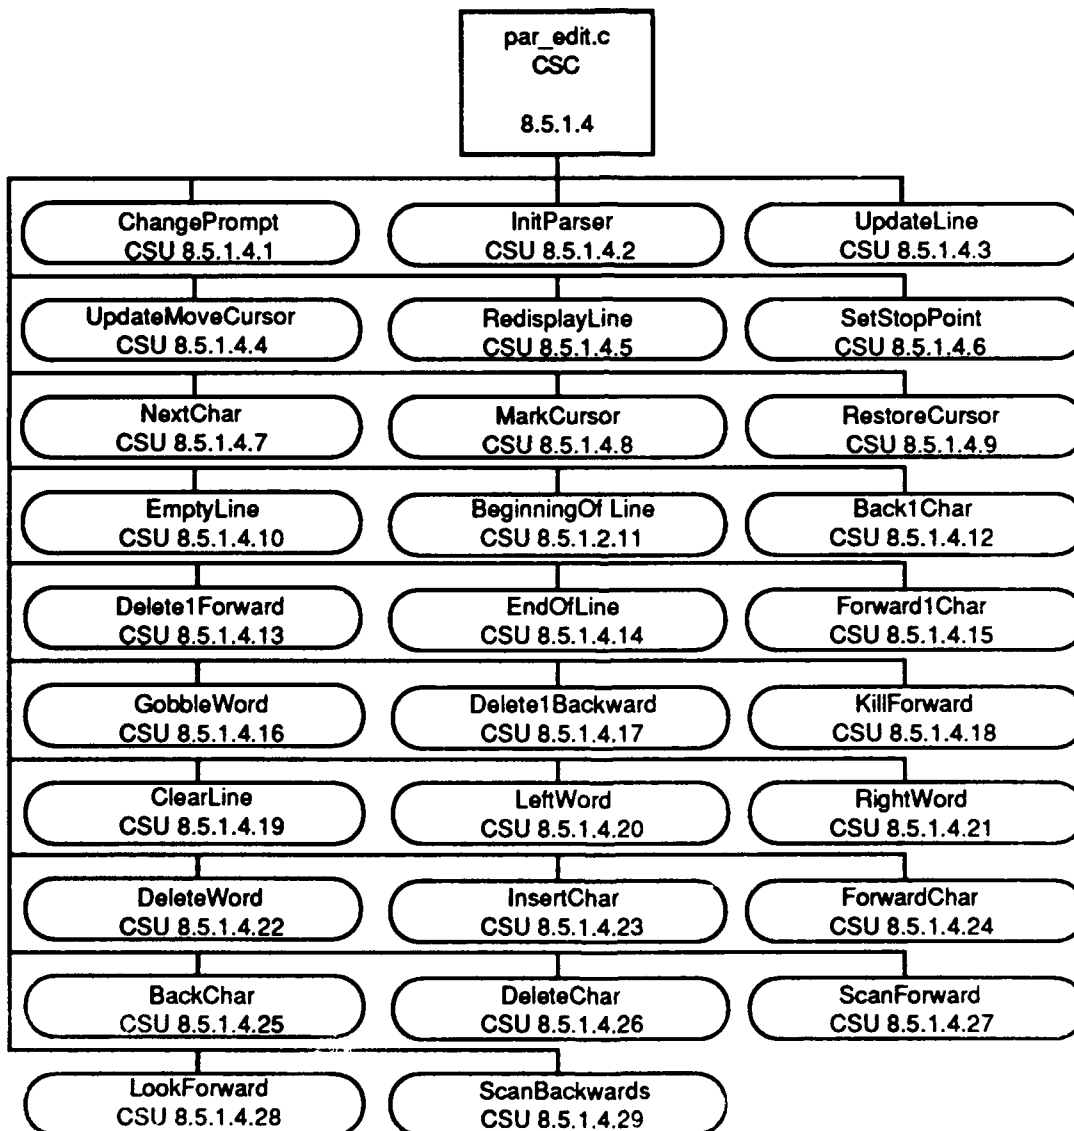 par_edit.c
CSC
8.5.1.4
ChangePrompt
CSU 8.5.1.4.1
InitParser
CSU 8.5.1.4.2
UpdateLine
CSU 8.5.1.4.3
UpdateMoveCursor
CSU 8.5.1.4.4
RedisplayLine
CSU 8.5.1.4.5
SetStopPoint
CSU 8.5.1.4.6
NextChar
CSU 8.5.1.4.7
MarkCursor
CSU 8.5.1.4.8
RestoreCursor
CSU 8.5.1.4.9
EmptyLine
CSU 8.5.1.4.10
BeginningOf Line
CSU 8.5.1.2.11
Back1Char
CSU 8.5.1.4.12
Delete1Forward
CSU 8.5.1.4.13
EndOfLine
CSU 8.5.1.4.14
Forward1Char
CSU 8.5.1.4.15
GobbleWord
CSU 8.5.1.4.16
Delete1Backward
CSU 8.5.1.4.17
KillForward
CSU 8.5.1.4.18
ClearLine
CSU 8.5.1.4.19
LeftWord
CSU 8.5.1.4.20
RightWord
CSU 8.5.1.4.21
DeleteWord
CSU 8.5.1.4.22
InsertChar
CSU 8.5.1.4.23
ForwardChar
CSU 8.5.1.4.24
BackChar
CSU 8.5.1.4.25
DeleteChar
CSU 8.5.1.4.26
ScanForward
CSU 8.5.1.4.27
LookForward
CSU 8.5.1.4.28
ScanBackwards
CSU 8.5.1.4.29